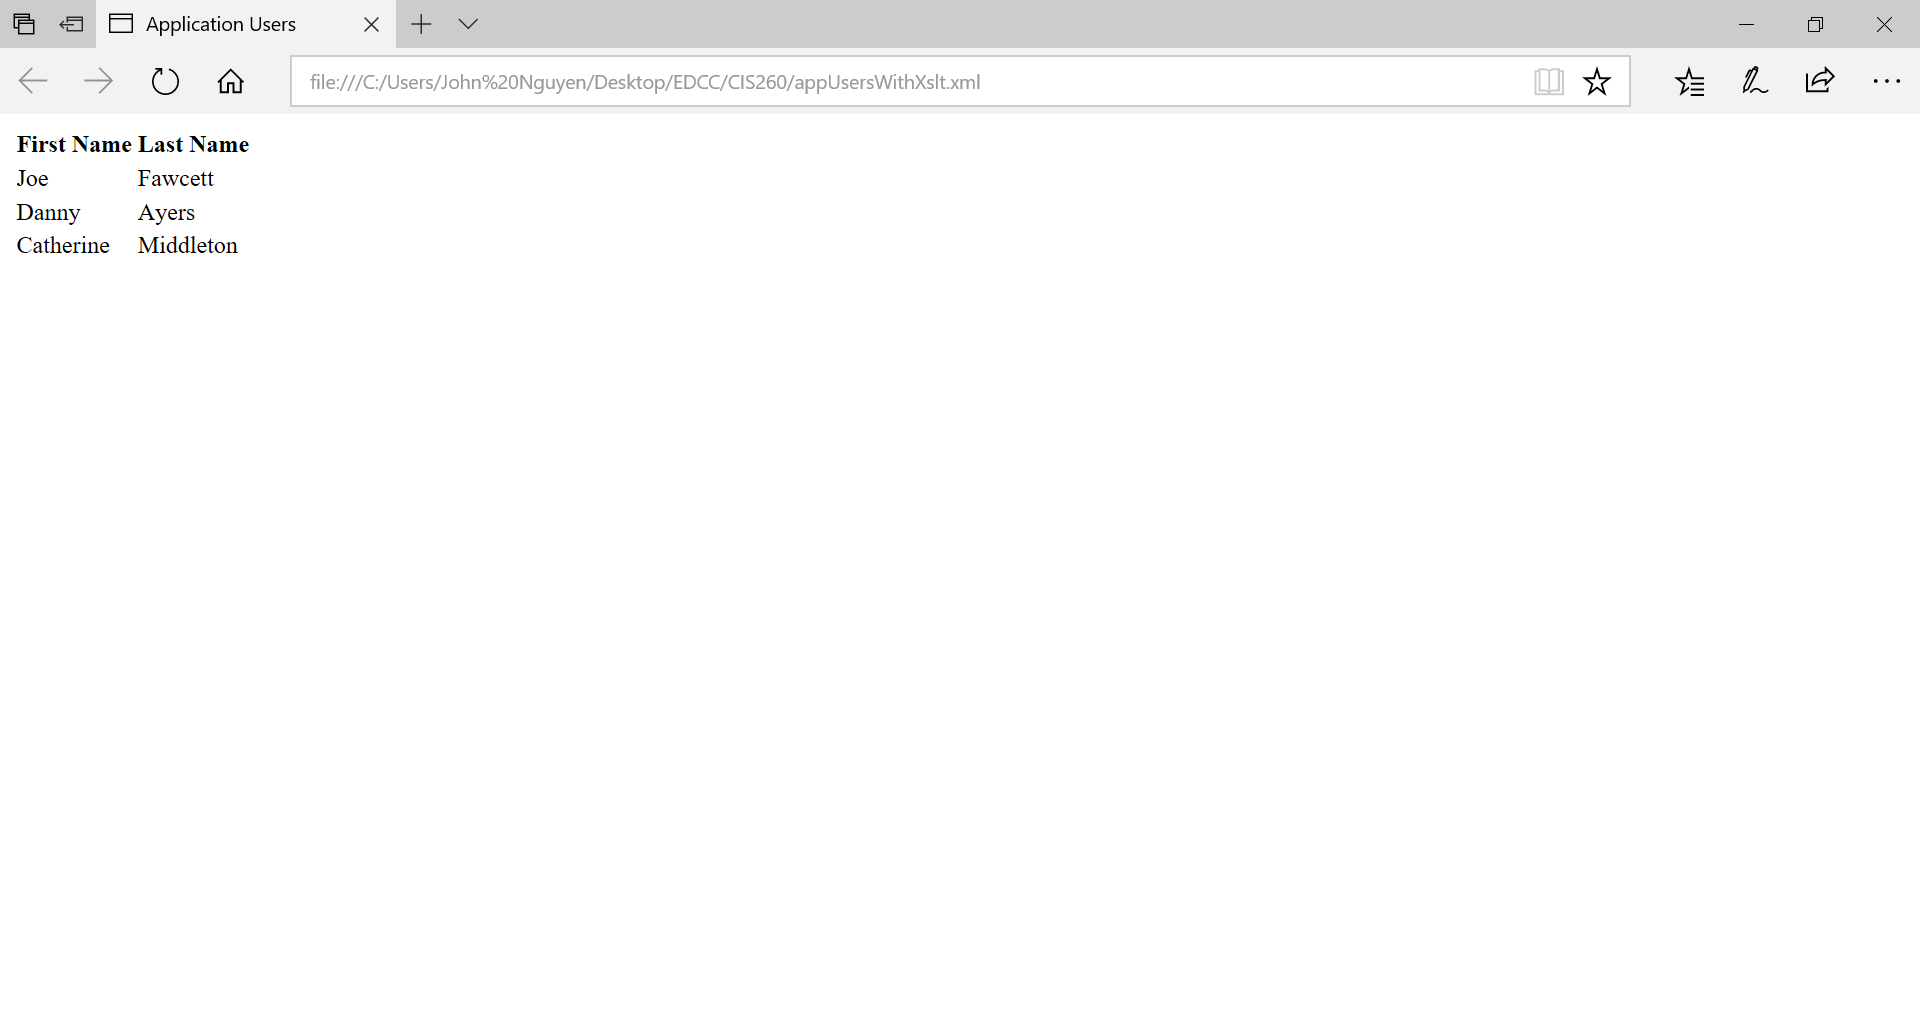 Application Users
file:///C:/Users/John%20Nguyen/Desktop/EDCC/CIS260/appUsersWithXslt.xml
First Name Last Name
Joe Fawcett
Danny Ayers
Catherine Middleton